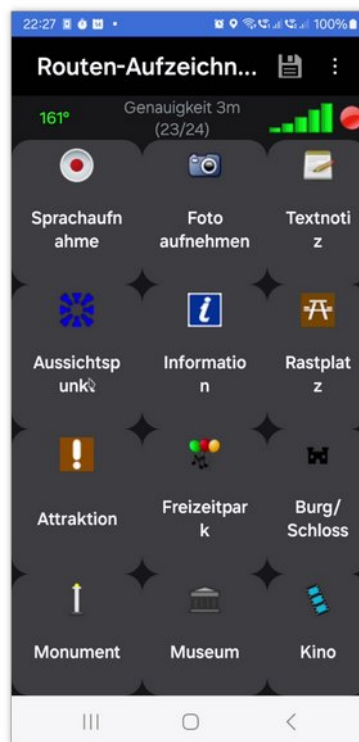 22:27
100%
Routen-Aufzeichn...
161°
Genauigkeit 3m
(23/24)
Sprachaufn
ahme
Foto
aufnehmen
Textnoti
z
Aussichtsp
unkt
Informatio
n
Rastplat
z
Attraktion
Freizeitpar
k
Burg/
Schloss
Monument
Museum
Kino